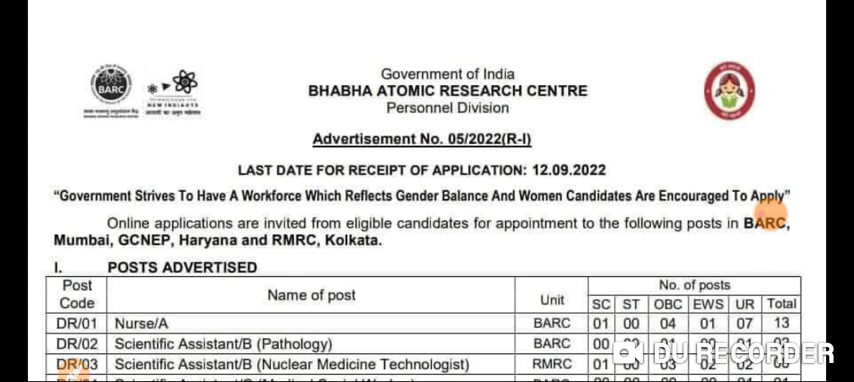 BARC
NEW INDIA@75
Government of India
BHABHA ATOMIC RESEARCH CENTRE
Personnel Division
Advertisement No. 05/2022(R-I)
LAST DATE FOR RECEIPT OF APPLICATION: 12.09.2022
“Government Strives To Have A Workforce Which Reflects Gender Balance And Women Candidates Are Encouraged To Apply”
Online applications are invited from eligible candidates for appointment to the following posts in BARC,
Mumbai, GCNEP, Haryana and RMRC, Kolkata.
I. POSTS ADVERTISED
Post Code Name of post Unit No. of posts
SC ST OBC EWS UR Total
DR/01 Nurse/A BARC 01 00 04 01 07 13
DR/02 Scientific Assistant/B (Pathology) BARC 00
DR/03 Scientific Assistant/B (Nuclear Medicine Technologist) RMRC 01
DU RECORDER